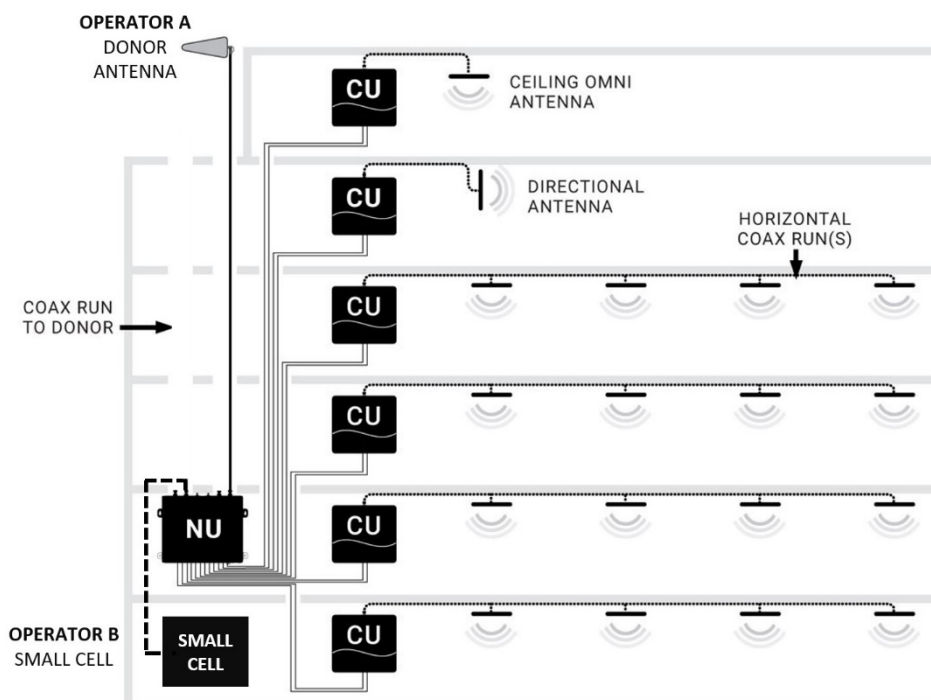 OPERATOR A
DONOR
ANTENNA
CU
CEILING OMNI
ANTENNA
CU
DIRECTIONAL
ANTENNA
HORIZONTAL
COAX RUN(S)
CU
COAX RUN
TO DONOR
CU
NU
CU
OPERATOR B
SMALL CELL
SMALL
CELL
CU